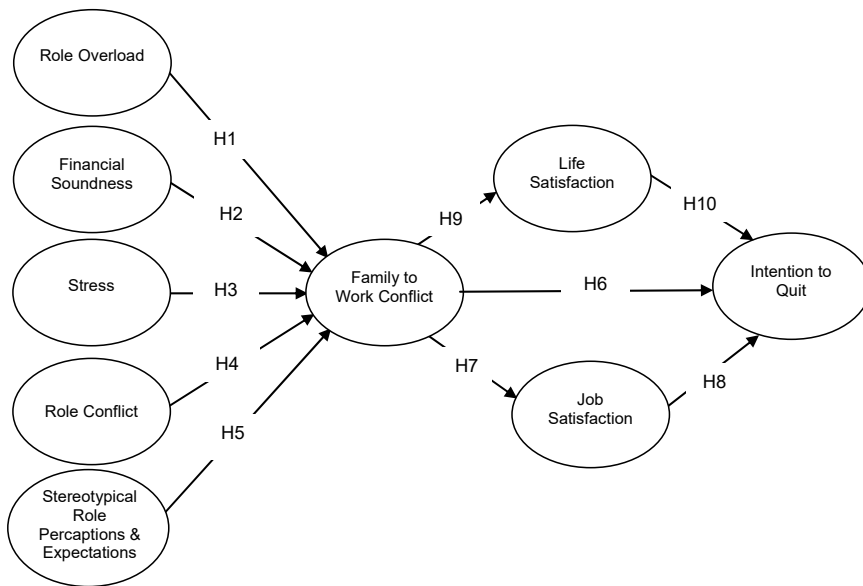 Role Overload
H1
Financial
Soundness
H2
Stress
H3
Role Conflict
H4
Stereotypical
Role
Percaptions &
Expectations
H5
Family to
Work Conflict
H9
Life
Satisfaction
H10
H6
Intention to
Quit
H7
Job
Satisfaction
H8